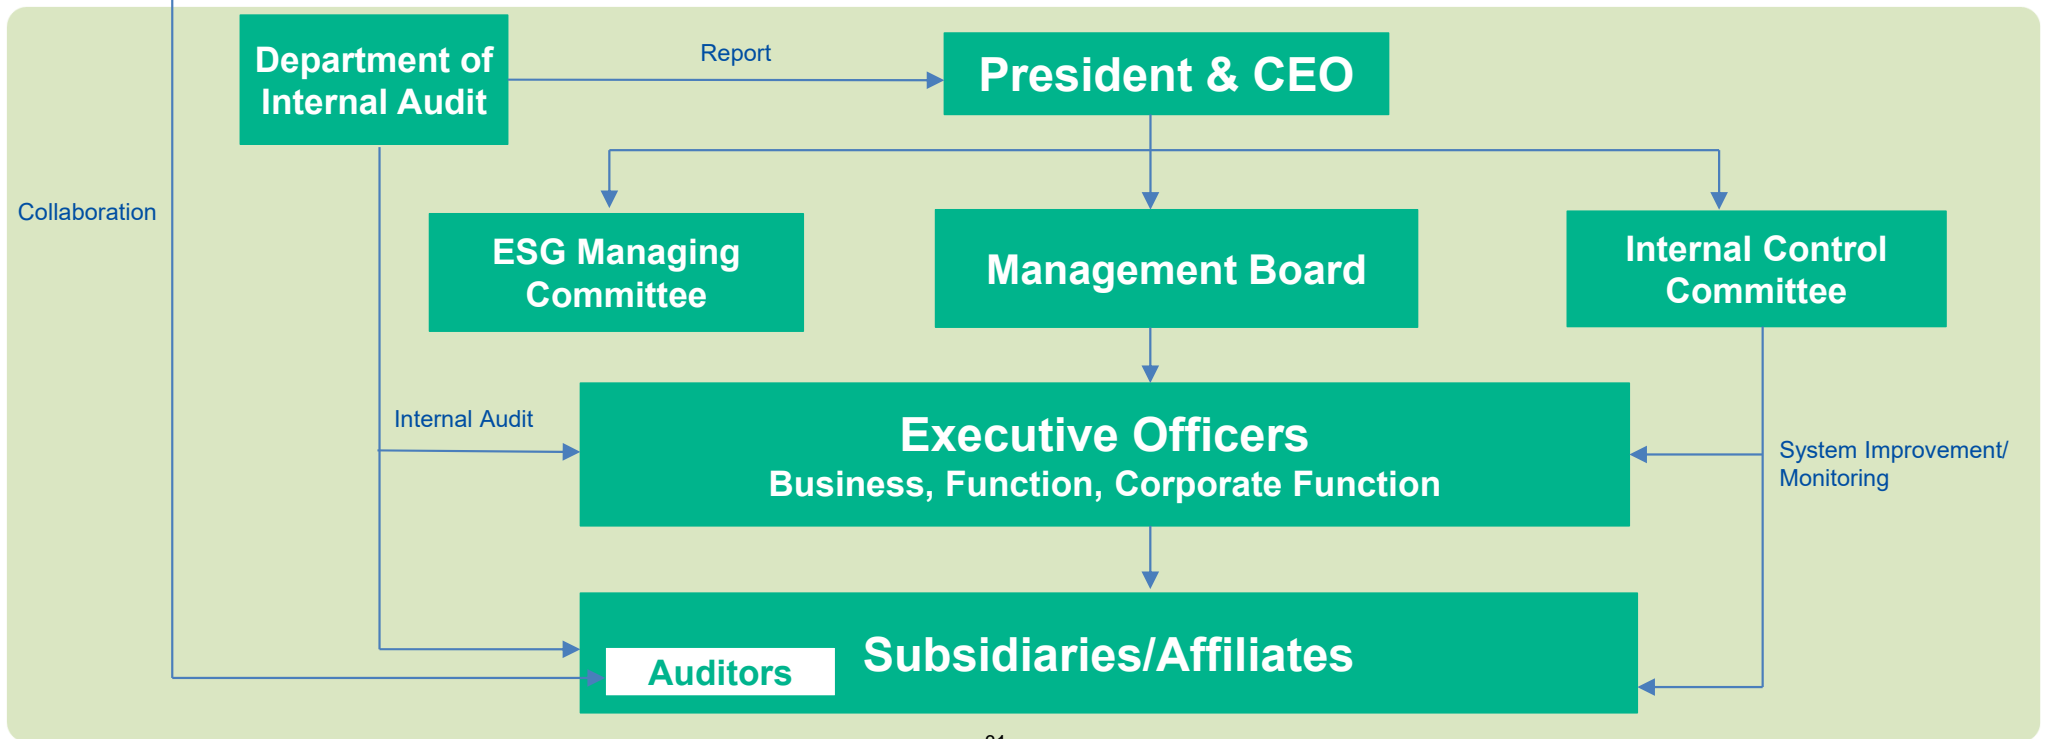 Department of
Internal Audit
Report
President & CEO
Collaboration
ESG Managing
Committee
Management Board
Internal Control
Committee
Internal Audit
Executive Officers
Business, Function, Corporate Function
System Improvement/
Monitoring
Subsidiaries/Affiliates
Auditors